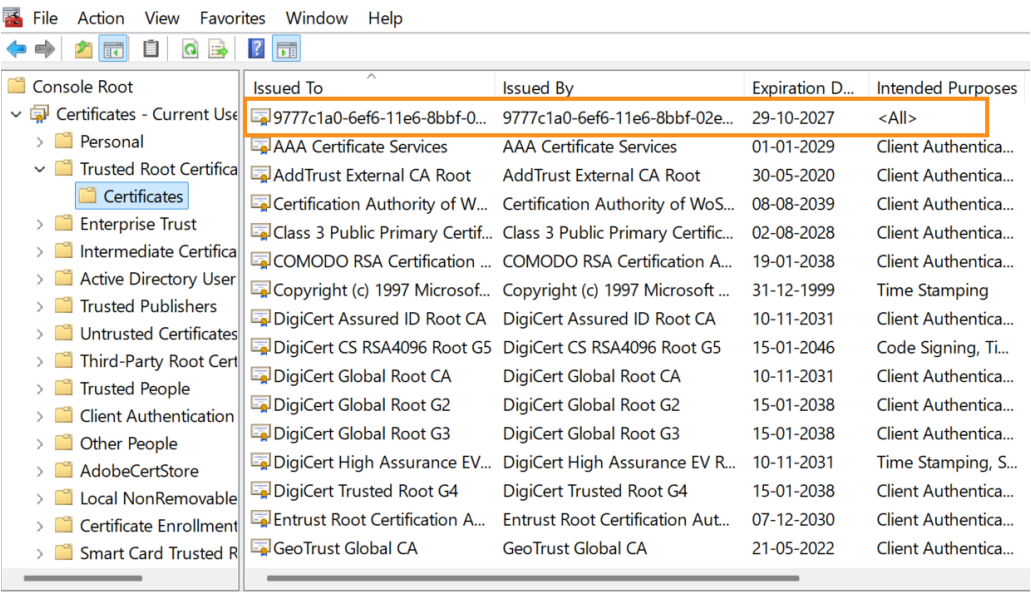 File Action View Favorites Window Help
Console Root
Certificates - Current Use
Personal
Trusted Root Certifica
Certificates
Enterprise Trust
Intermediate Certifica
Active Directory User
Trusted Publishers
Untrusted Certificates
Third-Party Root Cert
Trusted People
Client Authentication
Other People
AdobeCertStore
Local NonRemovable
Certificate Enrollment
Smart Card Trusted R
Issued To Issued By Expiration D... Intended Purposes
9777c1a0-6ef6-11e6-8bbf-0... 9777c1a0-6ef6-11e6-8bbf-02e... 29-10-2027 <All>
AAA Certificate Services AAA Certificate Services 01-01-2029 Client Authentica...
AddTrust External CA Root AddTrust External CA Root 30-05-2020 Client Authentica...
Certification Authority of W... Certification Authority of WoS... 08-08-2039 Client Authentica...
Class 3 Public Primary Certif... Class 3 Public Primary Certific... 02-08-2028 Client Authentica...
COMODO RSA Certification ... COMODO RSA Certification A... 19-01-2038 Client Authentica...
Copyright (c) 1997 Microsof... Copyright (c) 1997 Microsoft ... 31-12-1999 Time Stamping
DigiCert Assured ID Root CA DigiCert Assured ID Root CA 10-11-2031 Client Authentica...
DigiCert CS RSA4096 Root G5 DigiCert CS RSA4096 Root G5 15-01-2046 Code Signing, Ti...
DigiCert Global Root CA DigiCert Global Root CA 10-11-2031 Client Authentica...
DigiCert Global Root G2 DigiCert Global Root G2 15-01-2038 Client Authentica...
DigiCert Global Root G3 DigiCert Global Root G3 15-01-2038 Client Authentica...
DigiCert High Assurance EV... DigiCert High Assurance EV R... 10-11-2031 Time Stamping, S...
DigiCert Trusted Root G4 DigiCert Trusted Root G4 15-01-2038 Client Authentica...
Entrust Root Certification A... Entrust Root Certification Aut... 07-12-2030 Client Authentica...
GeoTrust Global CA GeoTrust Global CA 21-05-2022 Client Authentica...